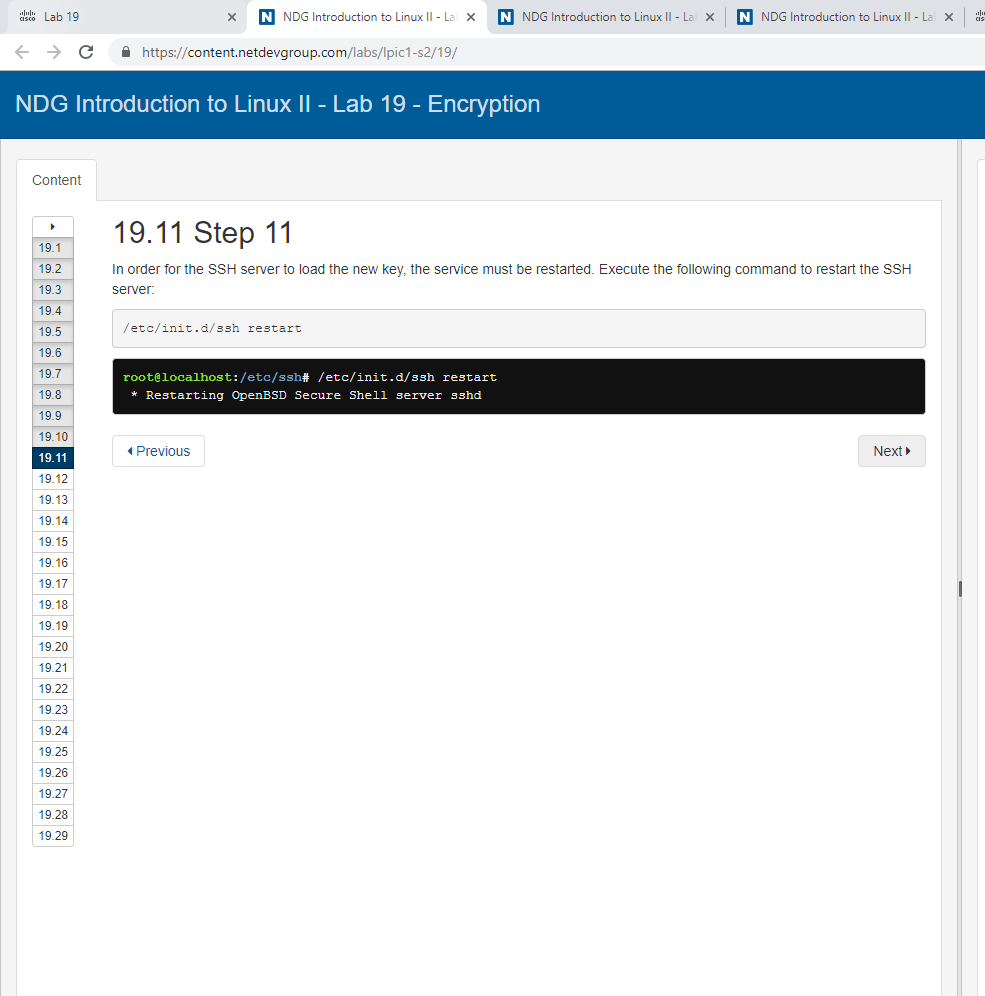 Lab 19
NDG Introduction to Linux II - La
NDG Introduction to Linux II - La
NDG Introduction to Linux II - La
https://content.netdevgroup.com/labs/lpic1-s2/19/
NDG Introduction to Linux II - Lab 19 - Encryption
Content
19.1
19.2
19.3
19.4
19.5
19.6
19.7
19.8
19.9
19.10
19.11
19.12
19.13
19.14
19.15
19.16
19.17
19.18
19.19
19.20
19.21
19.22
19.23
19.24
19.25
19.26
19.27
19.28
19.29
19.11 Step 11
In order for the SSH server to load the new key, the service must be restarted. Execute the following command to restart the SSH
server:
/etc/init.d/ssh restart
root@localhost:/etc/ssh# /etc/init.d/ssh restart
* Restarting OpenBSD Secure Shell server sshd
Previous
Next